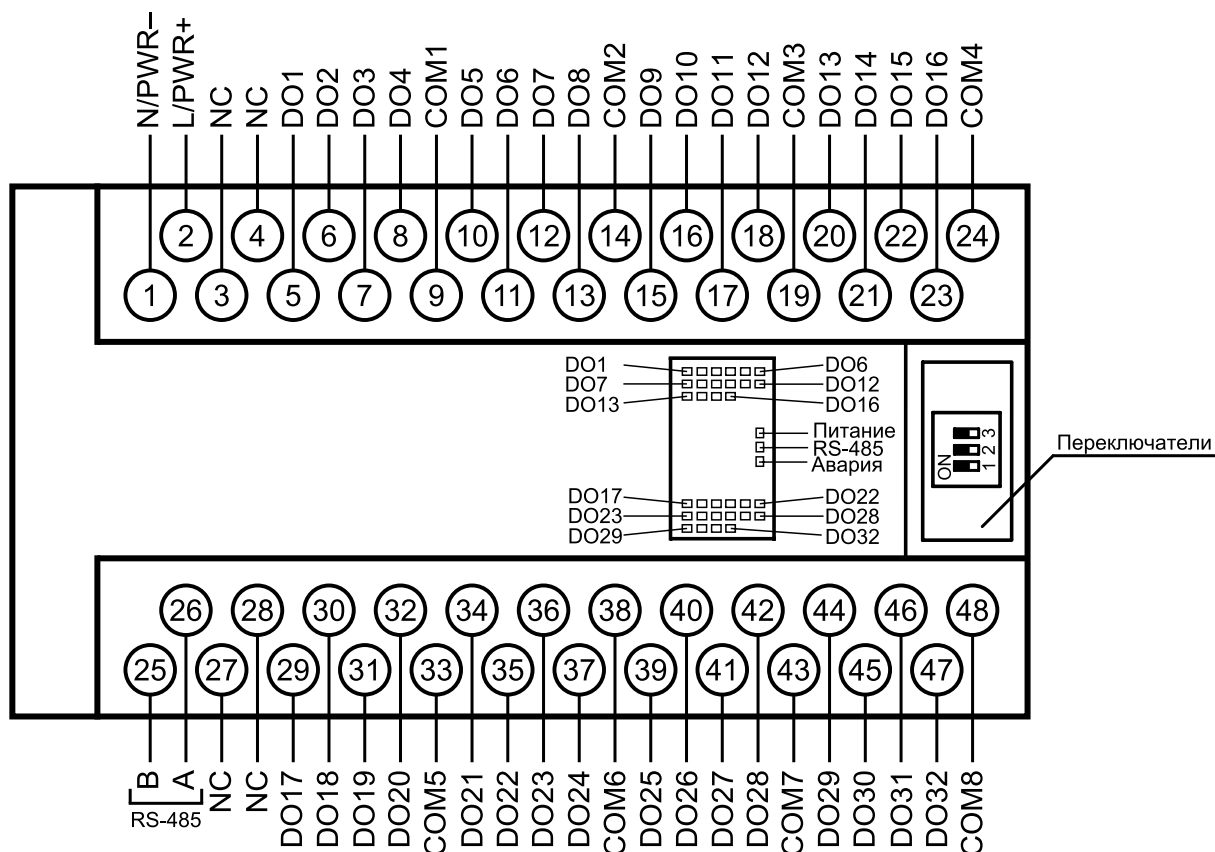 N/PWR–
L/PWR+
NC
NC
DO1
DO2
DO3
DO4
COM1
DO5
DO6
DO7
DO8
COM2
DO9
DO10
DO11
DO12
COM3
DO13
DO14
DO15
DO16
COM4
2 4 6 8 10 12 14 16 18 20 22 24
1 3 5 7 9 11 13 15 17 19 21 23
DO1 DO6
DO7 DO12
DO13 DO16
Питание
RS-485
Авария
DO17 DO22
DO23 DO28
DO29 DO32
ON
1 2 3
Переключатели
26 28 30 32 34 36 38 40 42 44 46 48
25 27 29 31 33 35 37 39 41 43 45 47
B
A
RS-485
NC
NC
DO17
DO18
DO19
DO20
COM5
DO21
DO22
DO23
DO24
COM6
DO25
DO26
DO27
DO28
COM7
DO29
DO30
DO31
DO32
COM8